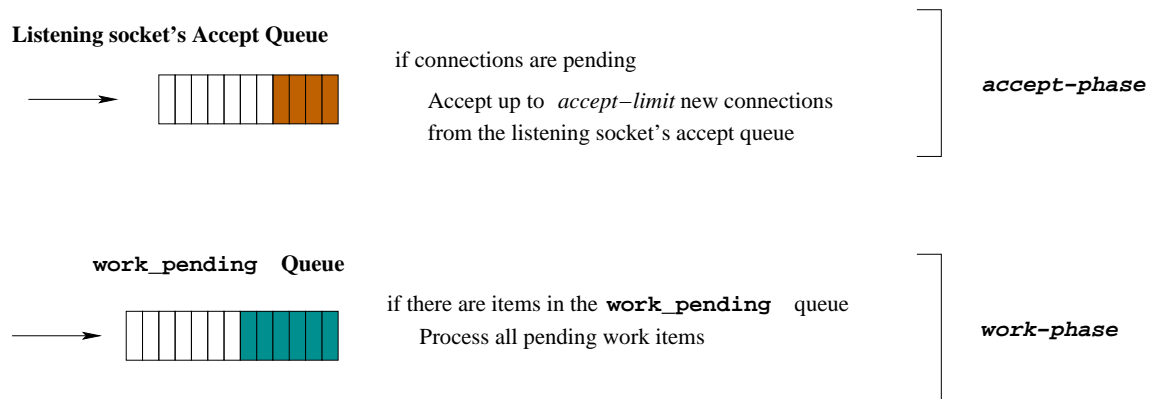 Listening socket's Accept Queue
if connections are pending
Accept up to accept-limit new connections
from the listening socket's accept queue
accept-phase
work_pending Queue
if there are items in the work_pending queue
Process all pending work items
work-phase